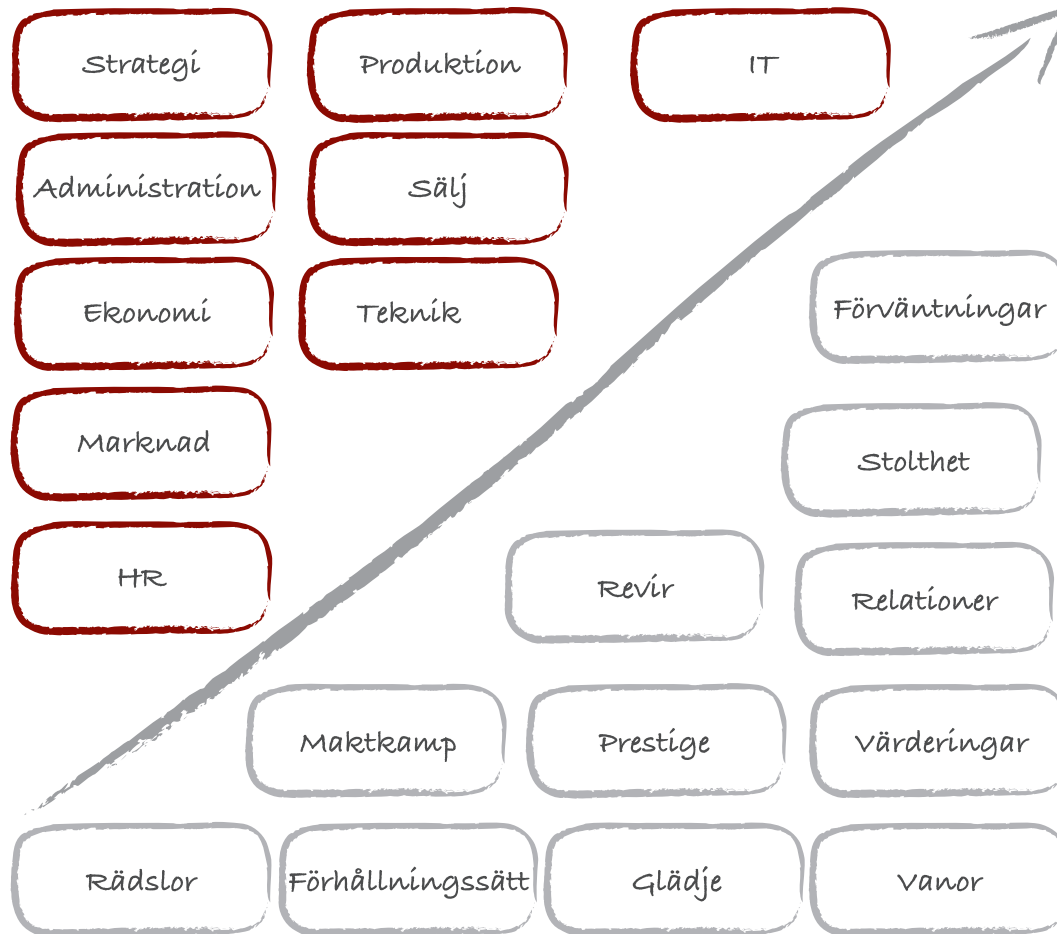 Strategi
Produktion
IT
Administration
Sälj
Ekonomi
Teknik
Förväntningar
Marknad
Stolthet
HR
Revir
Relationer
Maktkamp
Prestige
Värderingar
Rädslor
Förhållningssätt
Glädje
Vanor